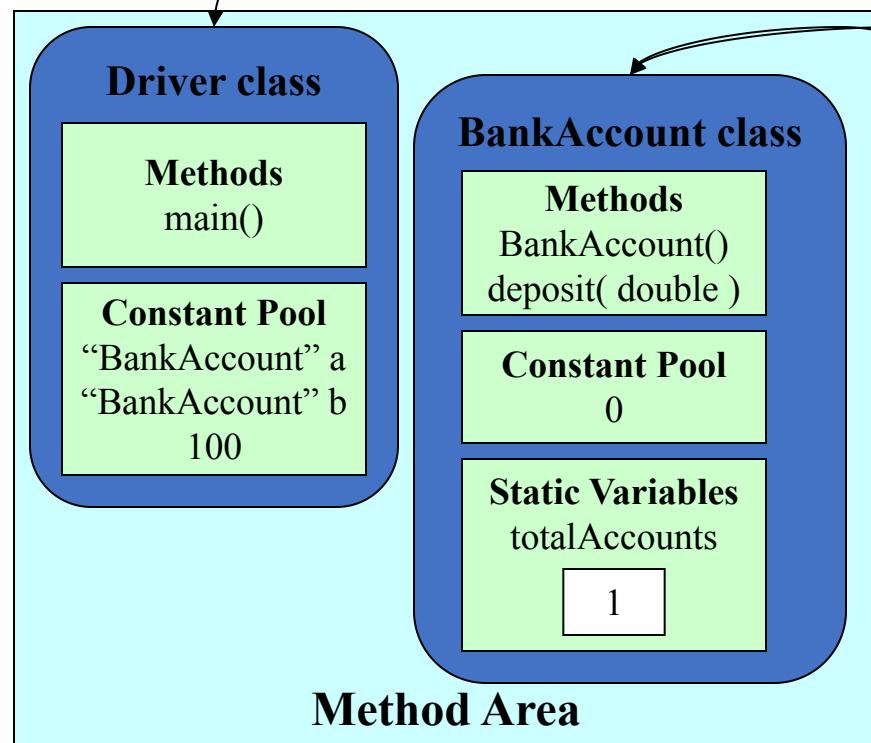 Driver class
Methods
main()
Constant Pool
“BankAccount” a
“BankAccount” b
100
BankAccount class
Methods
BankAccount()
deposit( double )
Constant Pool
0
Static Variables
totalAccounts
1
Method Area